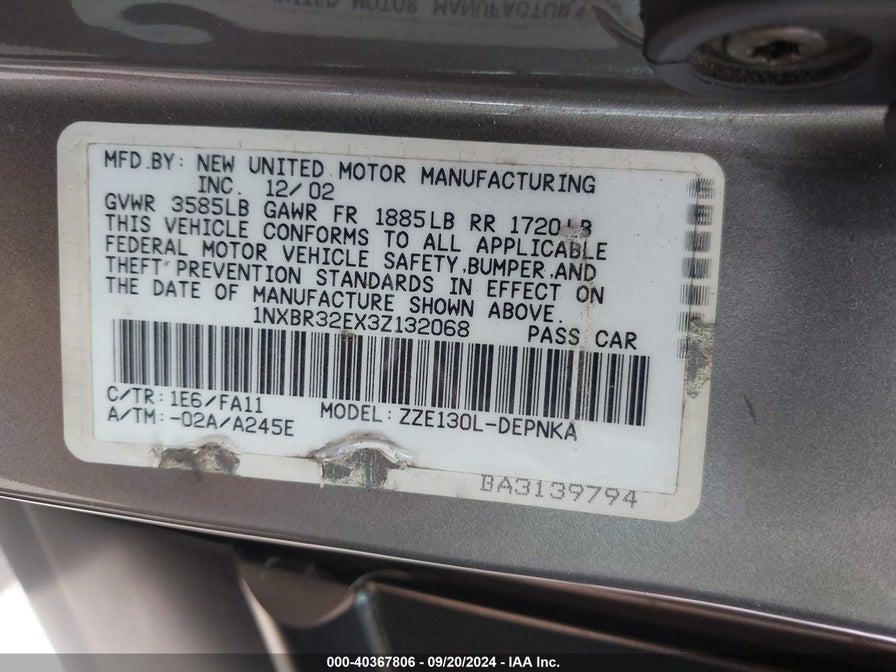 MFD.BY: NEW UNITED MOTOR MANUFACTURING
INC. 12/02
GVWR 3585LB GAWR FR 1885LB RR 1720LB
THIS VEHICLE CONFORMS TO ALL APPLICABLE
FEDERAL MOTOR VEHICLE SAFETY,BUMPER,AND
THEFT PREVENTION STANDARDS IN EFFECT ON
THE DATE OF MANUFACTURE SHOWN ABOVE.
1NXBR32EX3Z132068 PASS CAR
C/TR: 1E6/FA11
A/TM:-02A/A245E MODEL: ZZE130L-DEPNKA
BA3139794
000-40367806 - 09/20/2024 - IAA Inc.